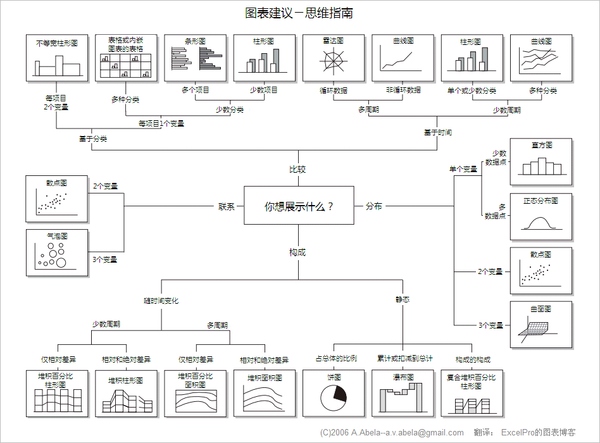 图表建议－思维指南
不等宽柱形图
表格或内嵌
图表的表格
条形图
柱形图
雷达图
曲线图
柱形图
曲线图
每项目
2个变量
多种分类
多个项目
少数项目
循环数据
非循环数据
单个或少数分类
多种分类
少数分类
多周期
少数周期
每项目1个变量
基于分类
基于时间
比较
散点图
2个变量
联系
你想展示什么？
分布
单个变量
少数
数据点
直方图
多
数据点
正态分布图
气泡图
3个变量
2个变量
散点图
3个变量
曲面图
构成
随时间变化
静态
少数周期
多周期
仅相对差异
相对和绝对差异
仅相对差异
相对和绝对差异
占总体的比例
累计或扣减到总计
构成的构成
堆积百分比
柱形图
堆积柱形图
堆积百分比
面积图
堆积面积图
饼图
瀑布图
复合堆积百分比
柱形图
(C)2006 A.Abela--a.v.abela@gmail.com 翻译： ExcelPro的图表博客